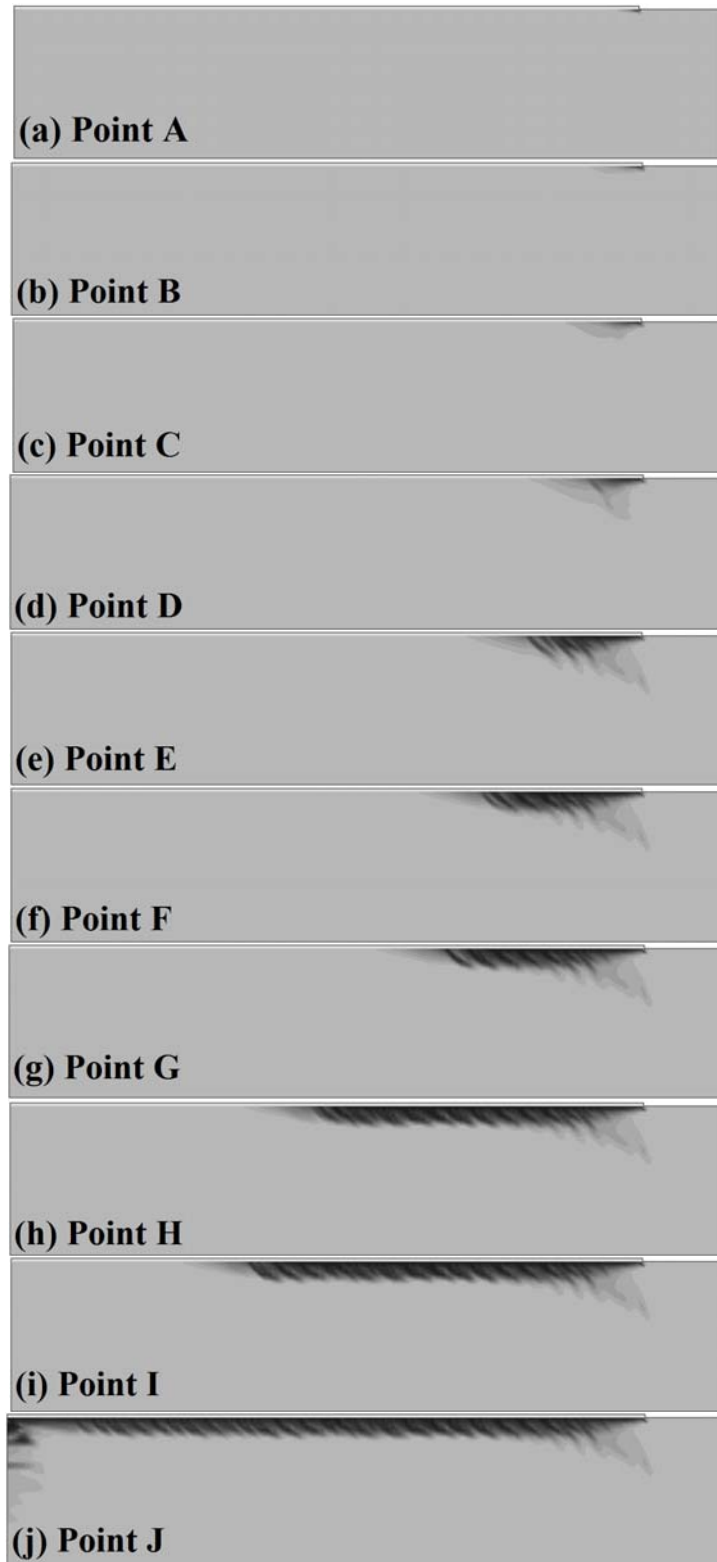 (a) Point A
(b) Point B
(c) Point C
(d) Point D
(e) Point E
(f) Point F
(g) Point G
(h) Point H
(i) Point I
(j) Point J